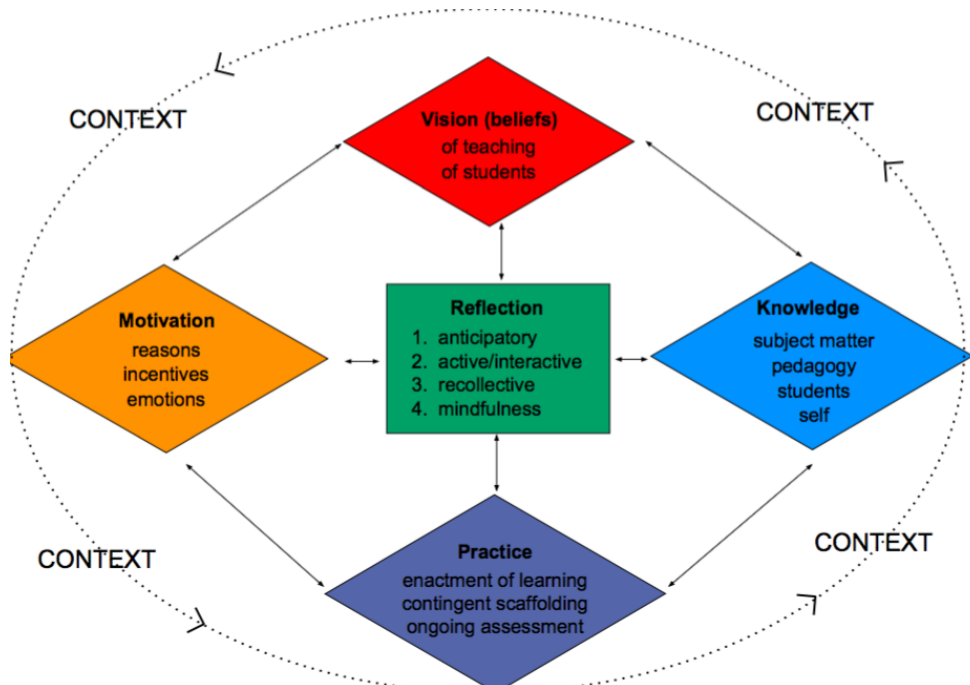 CONTEXT
CONTEXT
Vision (beliefs)
of teaching
of students
Motivation
reasons
incentives
emotions
Reflection
1. anticipatory
2. active/interactive
3. recollective
4. mindfulness
Knowledge
subject matter
pedagogy
students
self
CONTEXT
CONTEXT
Practice
enactment of learning
contingent scaffolding
ongoing assessment